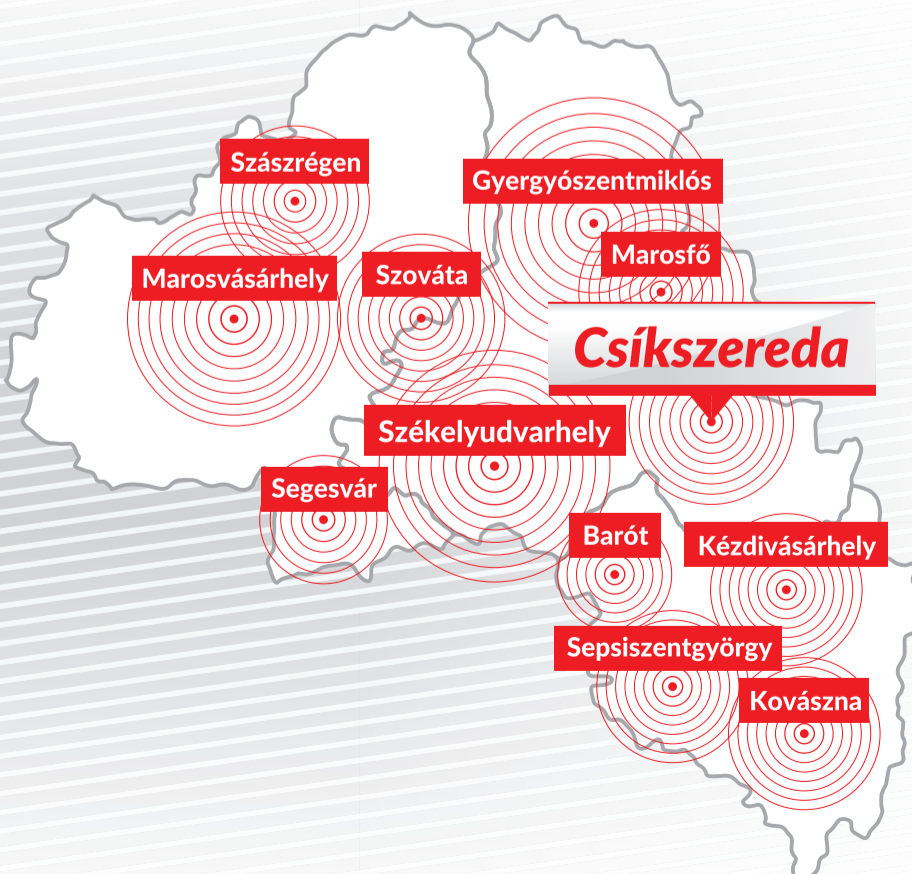 Szászrégen
Gyergyószentmiklós
Marosfő
Marosvásárhely
Szováta
Csíkszereda
Székelyudvarhely
Segesvár
Barót
Kézdivásárhely
Sepsiszentgyörgy
Kovászna